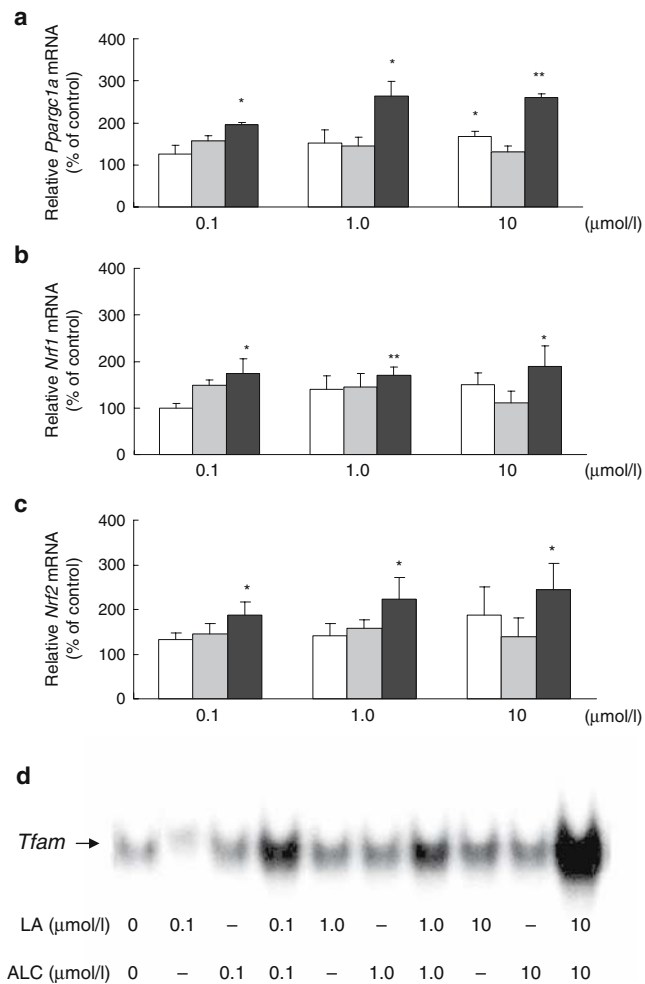 a
Relative Ppargc1a mRNA
(% of control)
400
300
200
100
0
*
*
*
**
0.1
1.0
10
(μmol/l)
b
Relative Nrf1 mRNA
(% of control)
400
300
200
100
0
*
**
*
0.1
1.0
10
(μmol/l)
c
Relative Nrf2 mRNA
(% of control)
400
300
200
100
0
*
*
*
0.1
1.0
10
(μmol/l)
d
Tfam
LA (μmol/l) 0 0.1 – 0.1 1.0 – 1.0 10 – 10
ALC (μmol/l) 0 – 0.1 0.1 – 1.0 1.0 – 10 10